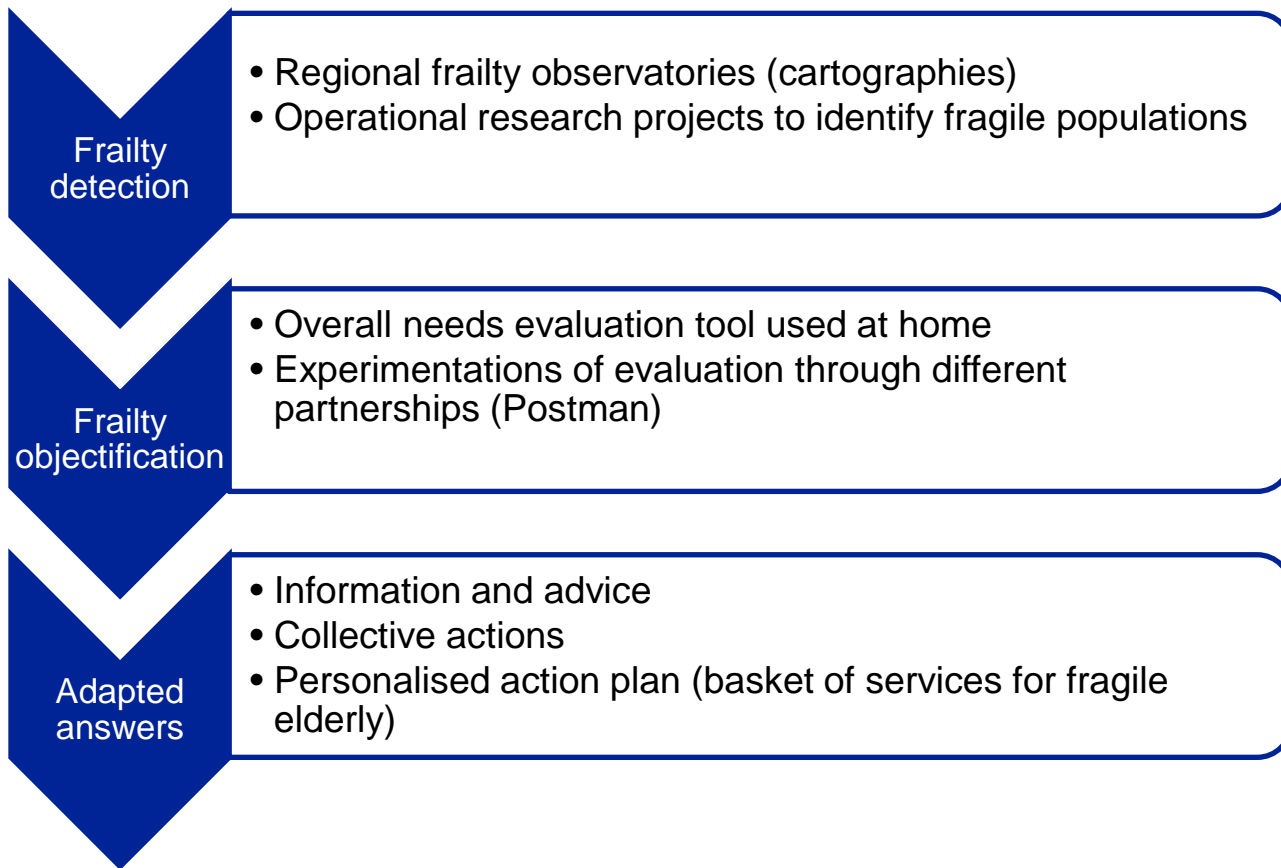 Frailty
detection
• Regional frailty observatories (cartographies)
• Operational research projects to identify fragile populations
Frailty
objectification
• Overall needs evaluation tool used at home
• Experimentations of evaluation through different
partnerships (Postman)
Adapted
answers
• Information and advice
• Collective actions
• Personalised action plan (basket of services for fragile
elderly)